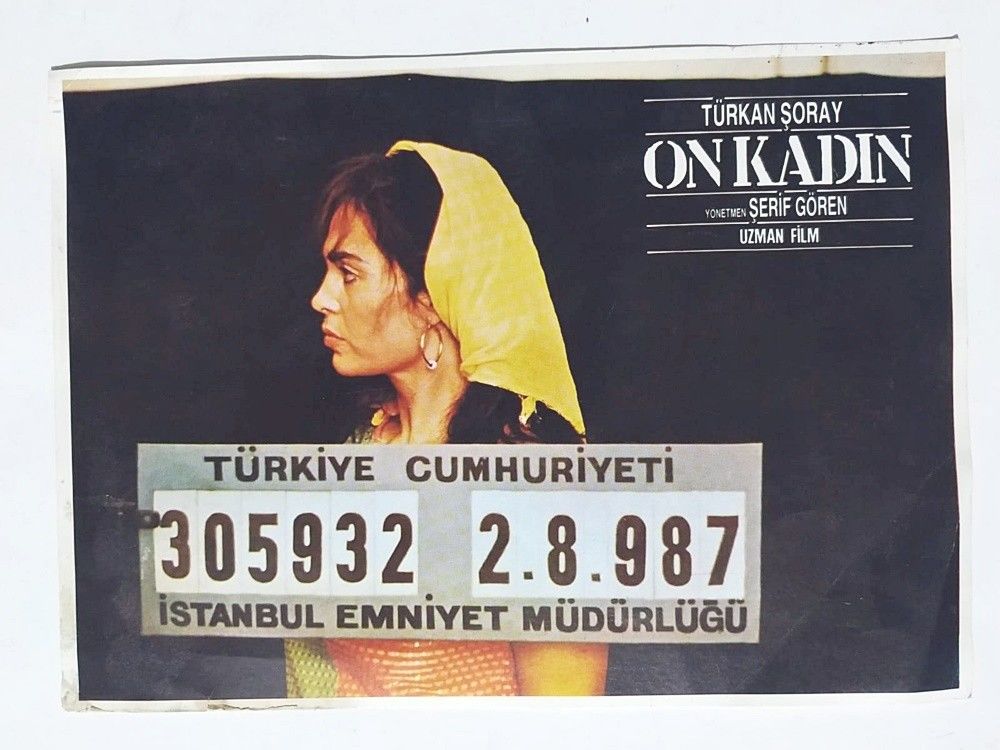 TÜRKAN ŞORAY
ON KADIN
YÖNETMEN ŞERİF GÖREN
UZMAN FİLM
TÜRKİYE CUMHURİYETİ
305932 2.8.987
İSTANBUL EMNİYET MÜDÜRLÜĞÜ